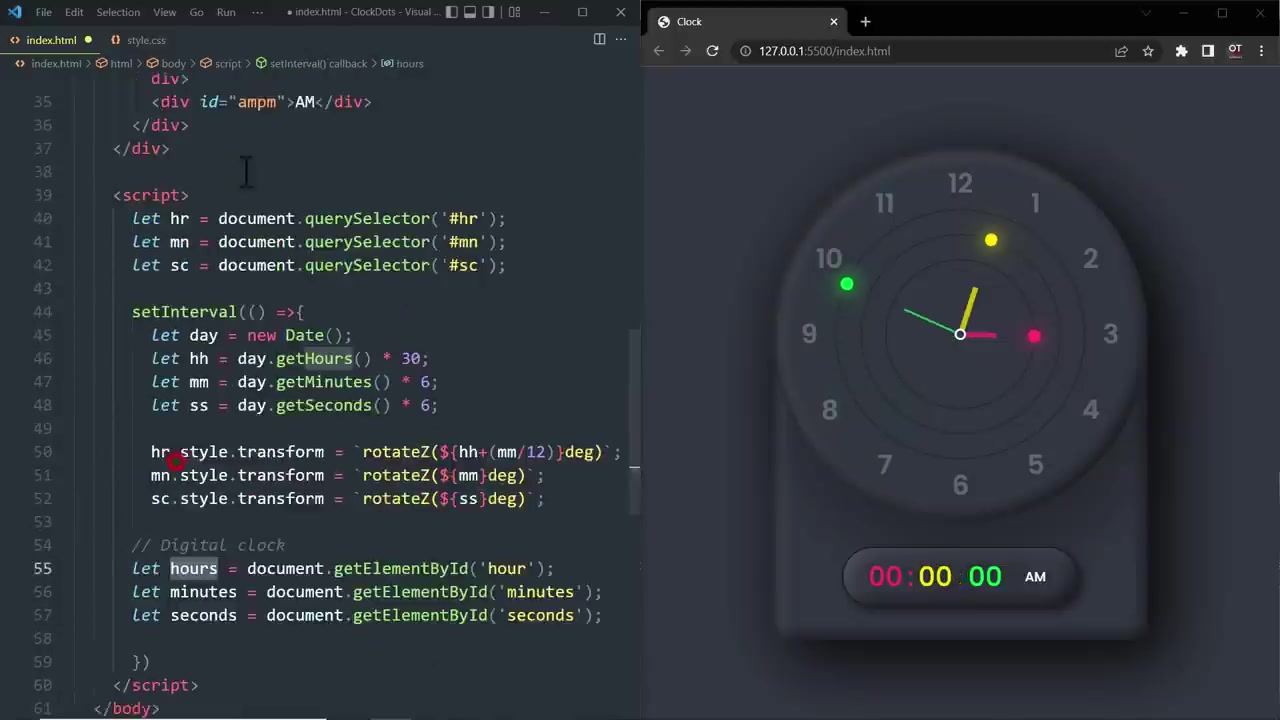 File Edit Selection View Go Run ··· ● index.html - ClockDots - Visual ...
index.html ● style.css
index.html > html > body > script > setInterval() callback > hours
div>
35 <div id="ampm">AM</div>
36 </div>
37 </div>
38
39 <script>
40 let hr = document.querySelector('#hr');
41 let mn = document.querySelector('#mn');
42 let sc = document.querySelector('#sc');
43
44 setInterval(() =>{
45 let day = new Date();
46 let hh = day.getHours() * 30;
47 let mm = day.getMinutes() * 6;
48 let ss = day.getSeconds() * 6;
49
50 hr.style.transform = `rotateZ(${hh+(mm/12)}deg)`;
51 mn.style.transform = `rotateZ(${mm}deg)`;
52 sc.style.transform = `rotateZ(${ss}deg)`;
53
54 // Digital clock
55 let hours = document.getElementById('hour');
56 let minutes = document.getElementById('minutes');
57 let seconds = document.getElementById('seconds');
58
59 })
60 </script>
61 </body>
Clock
127.0.0.1:5500/index.html
OT
12
11 1
10 2
9 3
8 4
7 5
6
00:00:00 AM